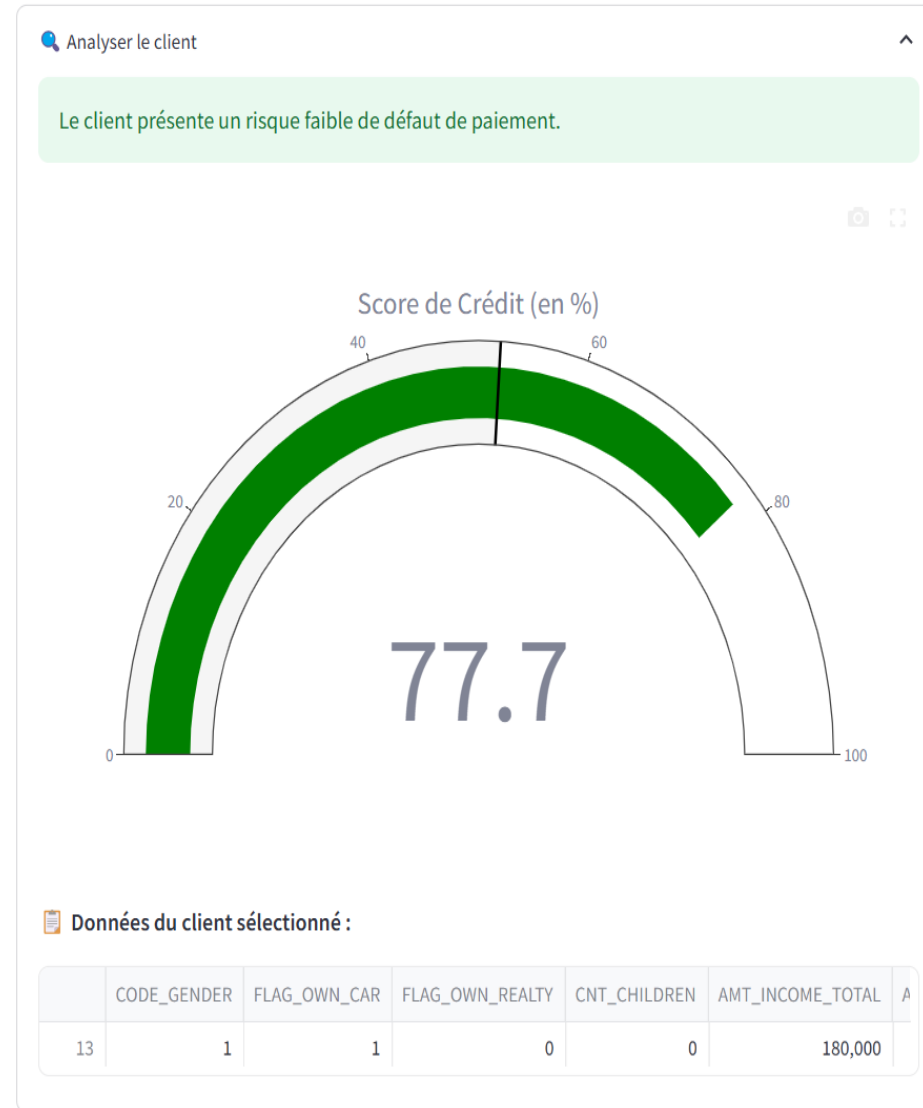 Analyser le client
Le client présente un risque faible de défaut de paiement.
Score de Crédit (en %)
40
60
20
80
77.7
0
100
Données du client sélectionné :
CODE_GENDER FLAG_OWN_CAR FLAG_OWN_REALTY CNT_CHILDREN AMT_INCOME_TOTAL A
13 1 1 0 0 180,000